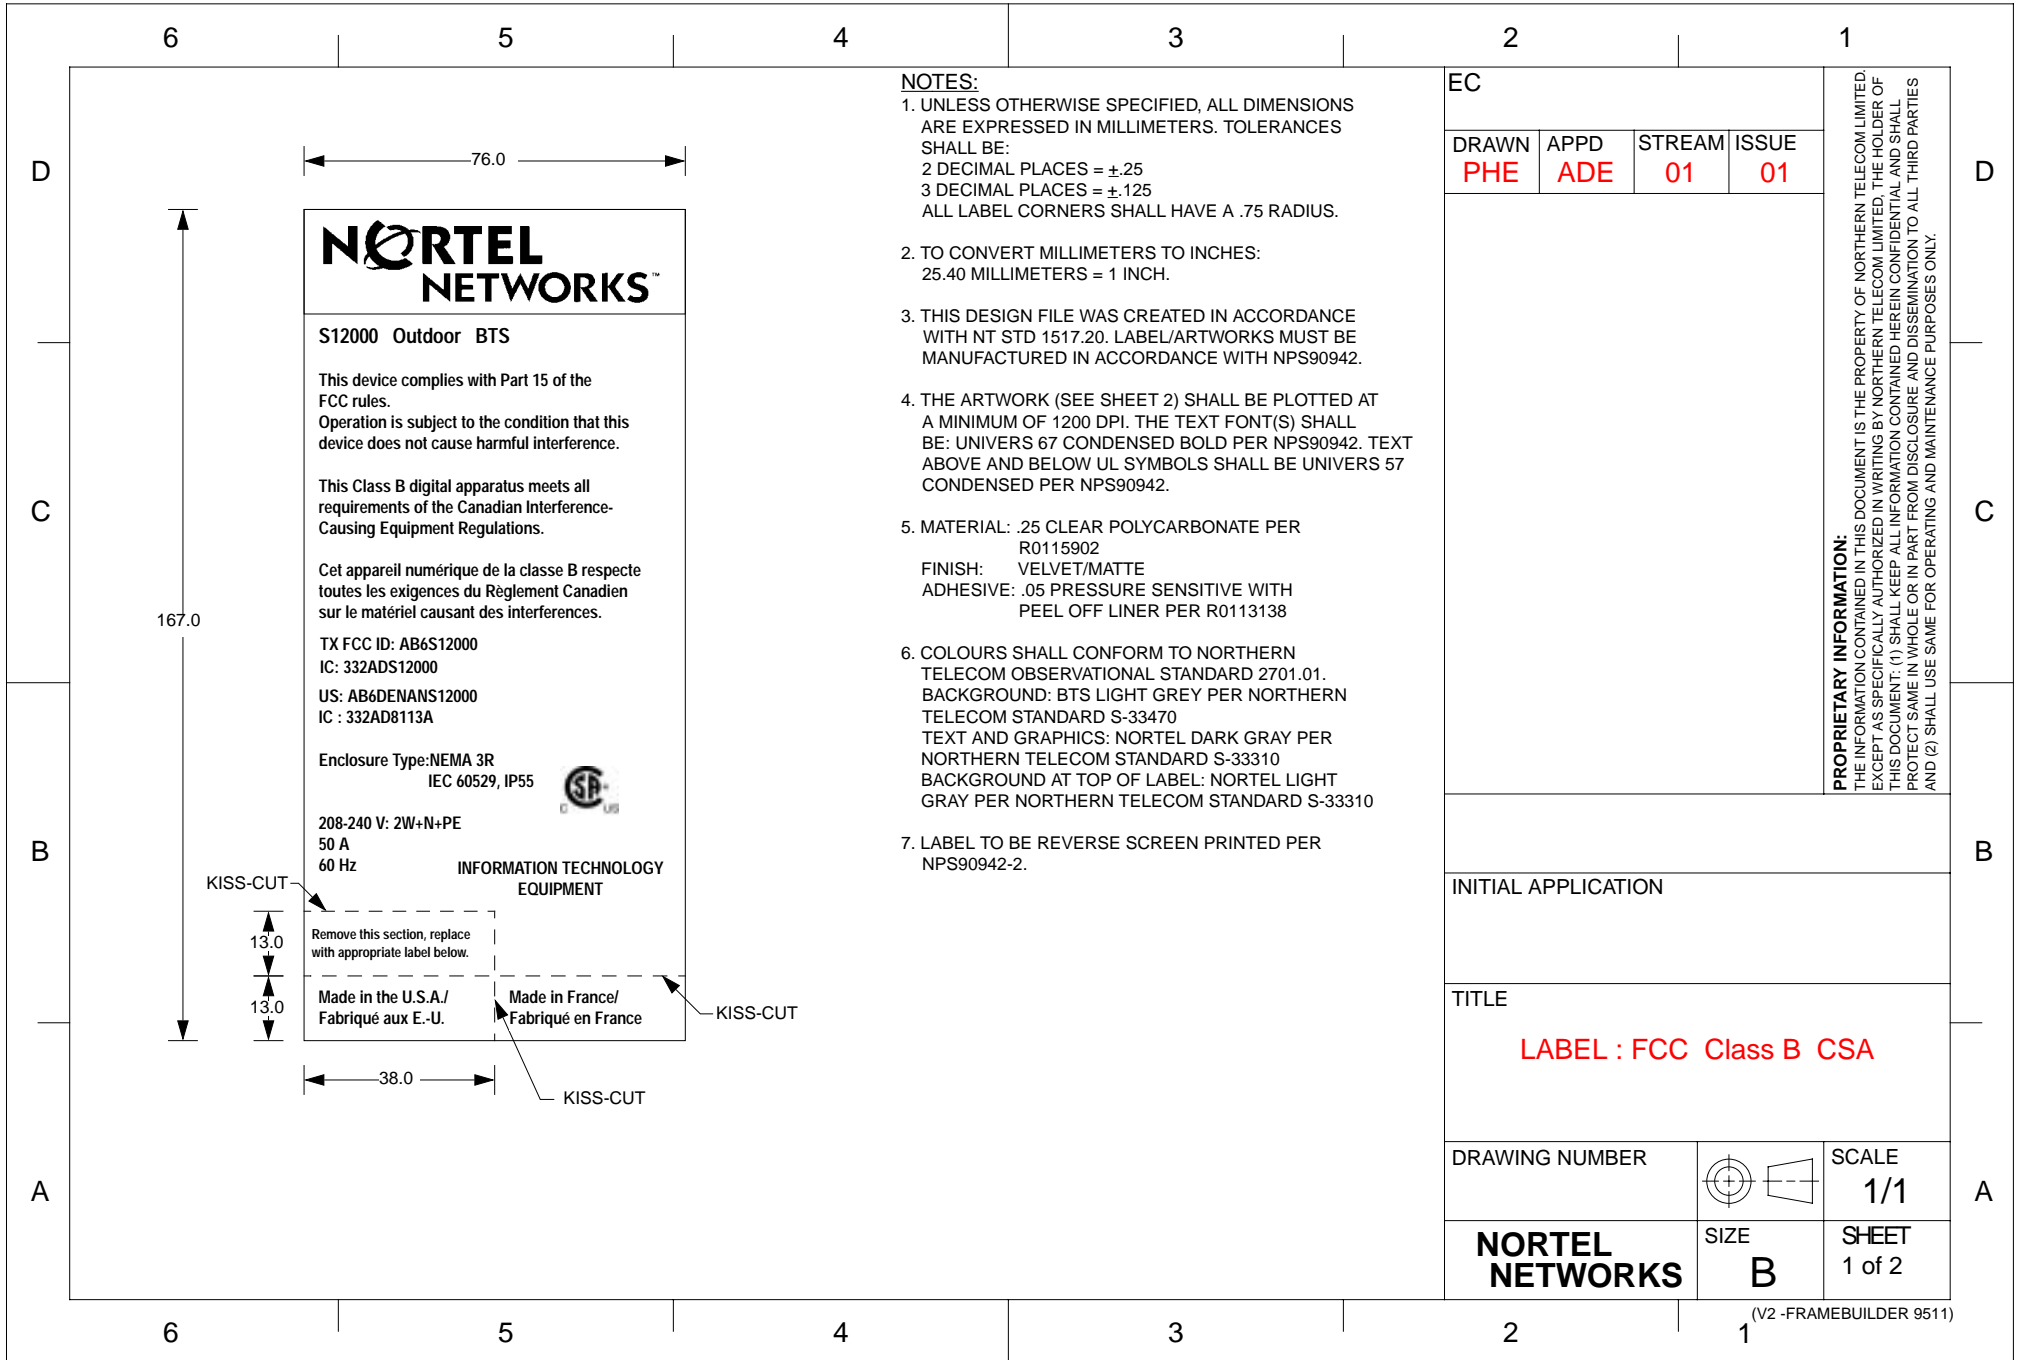 6 5 4 3 2 1
D
C
B
A
76.0
167.0
NORTEL
NETWORKS™
S12000 Outdoor BTS
This device complies with Part 15 of the
FCC rules.
Operation is subject to the condition that this
device does not cause harmful interference.
This Class B digital apparatus meets all
requirements of the Canadian Interference-
Causing Equipment Regulations.
Cet appareil numérique de la classe B respecte
toutes les exigences du Règlement Canadien
sur le matériel causant des interferences.
TX FCC ID: AB6S12000
IC: 332ADS12000
US: AB6DENANS12000
IC : 332AD8113A
Enclosure Type:NEMA 3R
IEC 60529, IP55
CSA
C US
208-240 V: 2W+N+PE
50 A
60 Hz
INFORMATION TECHNOLOGY
EQUIPMENT
KISS-CUT
13.0
Remove this section, replace
with appropriate label below.
13.0
Made in the U.S.A./
Fabriqué aux E.-U.
Made in France/
Fabriqué en France
KISS-CUT
38.0
KISS-CUT
NOTES:
1. UNLESS OTHERWISE SPECIFIED, ALL DIMENSIONS
ARE EXPRESSED IN MILLIMETERS. TOLERANCES
SHALL BE:
2 DECIMAL PLACES = ±.25
3 DECIMAL PLACES = ±.125
ALL LABEL CORNERS SHALL HAVE A .75 RADIUS.
2. TO CONVERT MILLIMETERS TO INCHES:
25.40 MILLIMETERS = 1 INCH.
3. THIS DESIGN FILE WAS CREATED IN ACCORDANCE
WITH NT STD 1517.20. LABEL/ARTWORKS MUST BE
MANUFACTURED IN ACCORDANCE WITH NPS90942.
4. THE ARTWORK (SEE SHEET 2) SHALL BE PLOTTED AT
A MINIMUM OF 1200 DPI. THE TEXT FONT(S) SHALL
BE: UNIVERS 67 CONDENSED BOLD PER NPS90942. TEXT
ABOVE AND BELOW UL SYMBOLS SHALL BE UNIVERS 57
CONDENSED PER NPS90942.
5. MATERIAL: .25 CLEAR POLYCARBONATE PER
R0115902
FINISH: VELVET/MATTE
ADHESIVE: .05 PRESSURE SENSITIVE WITH
PEEL OFF LINER PER R0113138
6. COLOURS SHALL CONFORM TO NORTHERN
TELECOM OBSERVATIONAL STANDARD 2701.01.
BACKGROUND: BTS LIGHT GREY PER NORTHERN
TELECOM STANDARD S-33470
TEXT AND GRAPHICS: NORTEL DARK GRAY PER
NORTHERN TELECOM STANDARD S-33310
BACKGROUND AT TOP OF LABEL: NORTEL LIGHT
GRAY PER NORTHERN TELECOM STANDARD S-33310
7. LABEL TO BE REVERSE SCREEN PRINTED PER
NPS90942-2.
EC
DRAWN APPD STREAM ISSUE
PHE ADE 01 01
PROPRIETARY INFORMATION:
THE INFORMATION CONTAINED IN THIS DOCUMENT IS THE PROPERTY OF NORTHERN TELECOM LIMITED.
EXCEPT AS SPECIFICALLY AUTHORIZED IN WRITING BY NORTHERN TELECOM LIMITED, THE HOLDER OF
THIS DOCUMENT: (1) SHALL KEEP ALL INFORMATION CONTAINED HEREIN CONFIDENTIAL AND SHALL
PROTECT SAME IN WHOLE OR IN PART FROM DISCLOSURE AND DISSEMINATION TO ALL THIRD PARTIES
AND (2) SHALL USE SAME FOR OPERATING AND MAINTENANCE PURPOSES ONLY.
INITIAL APPLICATION
TITLE
LABEL : FCC Class B CSA
DRAWING NUMBER
SCALE
1/1
NORTEL
NETWORKS
SIZE
B
SHEET
1 of 2
D
C
B
A
(V2 -FRAMEBUILDER 9511)
6 5 4 3 2 1